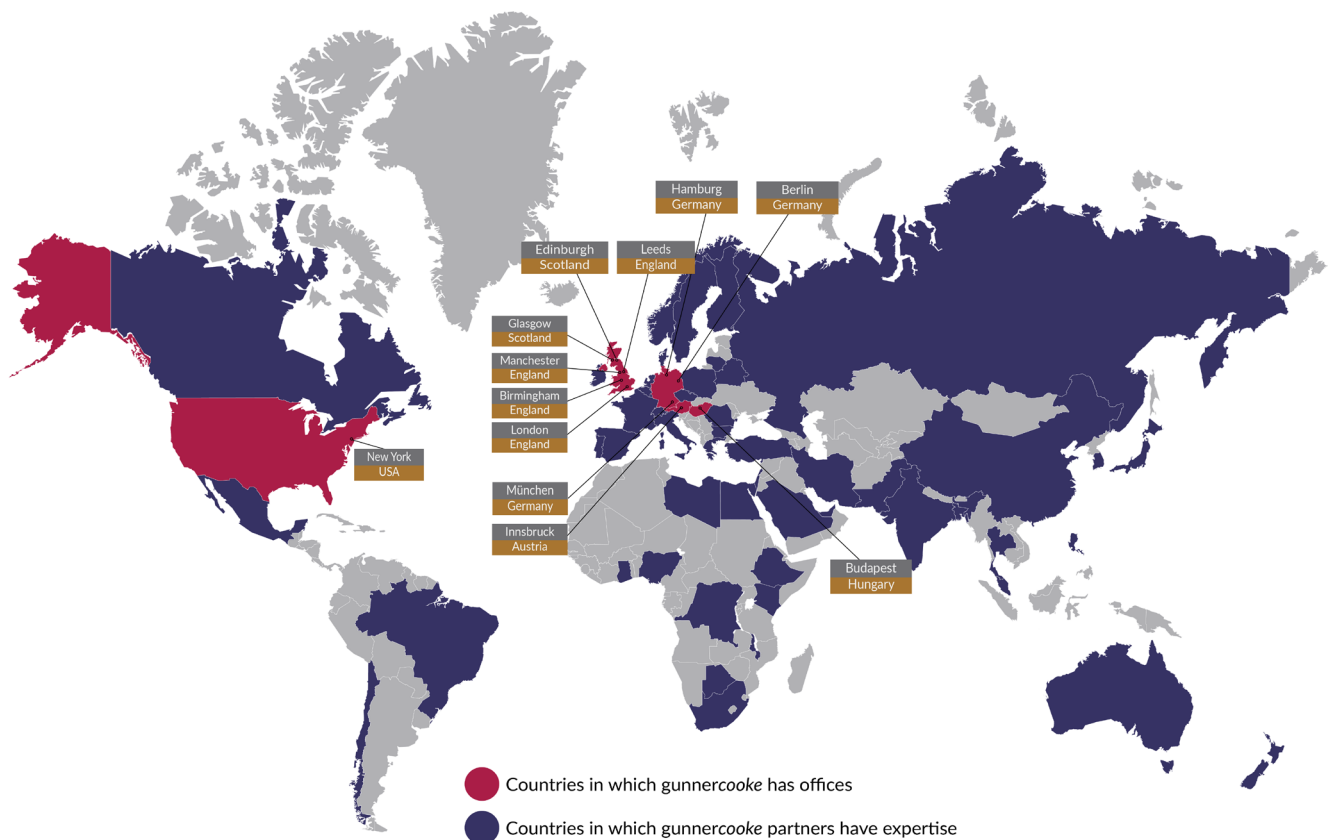 Hamburg
Germany
Berlin
Germany
Edinburgh
Scotland
Leeds
England
Glasgow
Scotland
Manchester
England
Birmingham
England
London
England
New York
USA
München
Germany
Innsbruck
Austria
Budapest
Hungary
Countries in which gunnercooke has offices
Countries in which gunnercooke partners have expertise